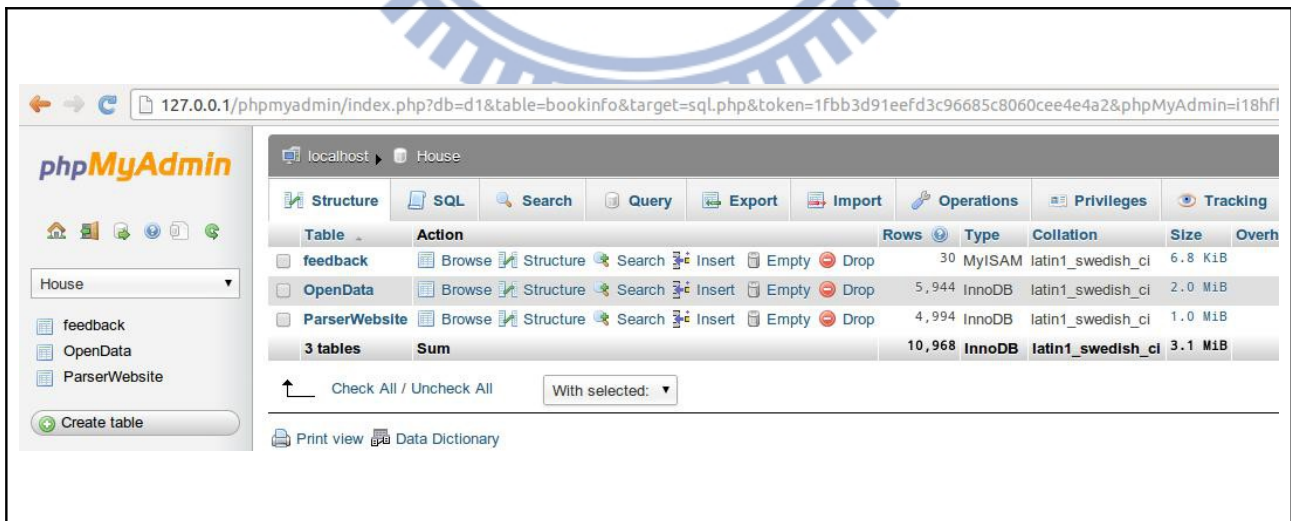 127.0.0.1/phpmyadmin/index.php?db=d1&table=bookinfo&target=sql.php&token=1fbb3d91eefd3c96685c8060cee4e4a2&phpMyAdmin=i18hfl
phpMyAdmin
localhost House
Structure SQL Search Query Export Import Operations Privileges Tracking
Table Action Rows Type Collation Size Overh
feedback Browse Structure Search Insert Empty Drop 30 MyISAM latin1_swedish_ci 6.8 KiB
OpenData Browse Structure Search Insert Empty Drop 5,944 InnoDB latin1_swedish_ci 2.0 MiB
ParserWebsite Browse Structure Search Insert Empty Drop 4,994 InnoDB latin1_swedish_ci 1.0 MiB
3 tables Sum 10,968 InnoDB latin1_swedish_ci 3.1 MiB
Check All / Uncheck All With selected:
Print view Data Dictionary
House
feedback
OpenData
ParserWebsite
Create table